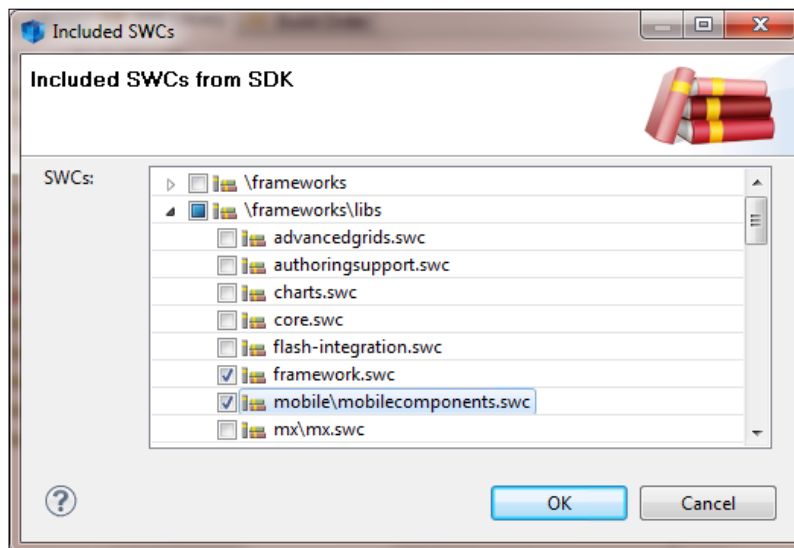 Included SWCs
Included SWCs from SDK
SWCs:
\frameworks
\frameworks\libs
advancedgrids.swc
authoringsupport.swc
charts.swc
core.swc
flash-integration.swc
framework.swc
mobile\mobilecomponents.swc
mx\mx.swc
?
OK
Cancel